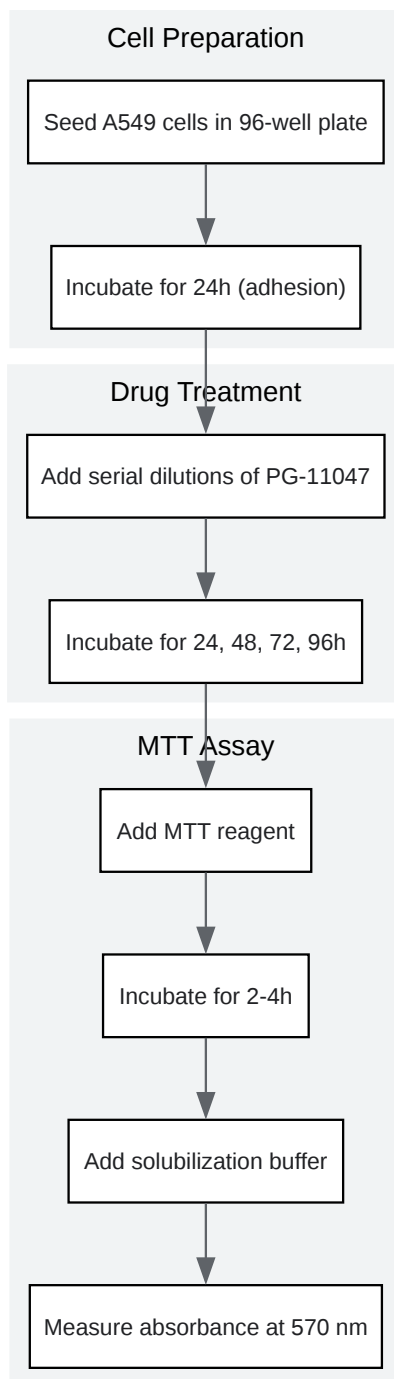 Cell Preparation
Seed A549 cells in 96-well plate
Incubate for 24h (adhesion)
Drug Treatment
Add serial dilutions of PG-11047
Incubate for 24, 48, 72, 96h
MTT Assay
Add MTT reagent
Incubate for 2-4h
Add solubilization buffer
Measure absorbance at 570 nm